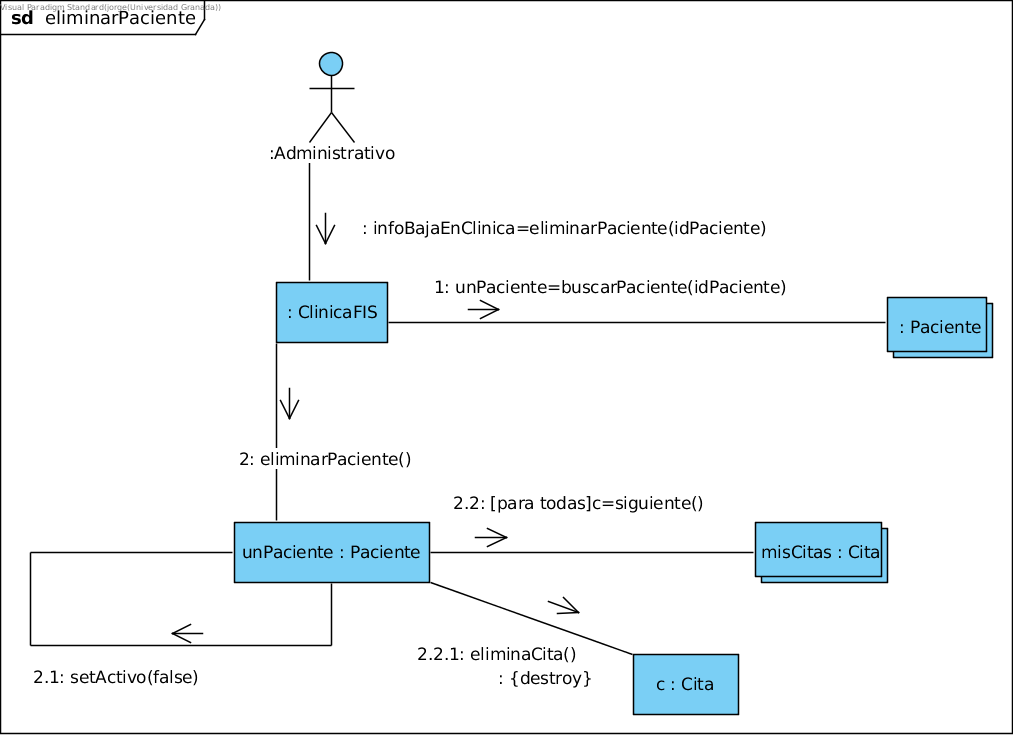 Visual Paradigm Standard(jorge(Universidad Granada))
sd eliminarPaciente
:Administrativo
: infoBajaEnClinica=eliminarPaciente(idPaciente)
1: unPaciente=buscarPaciente(idPaciente)
: ClinicaFIS
: Paciente
2: eliminarPaciente()
2.2: [para todas]c=siguiente()
unPaciente : Paciente
misCitas : Cita
2.2.1: eliminaCita()
: {destroy}
2.1: setActivo(false)
c : Cita